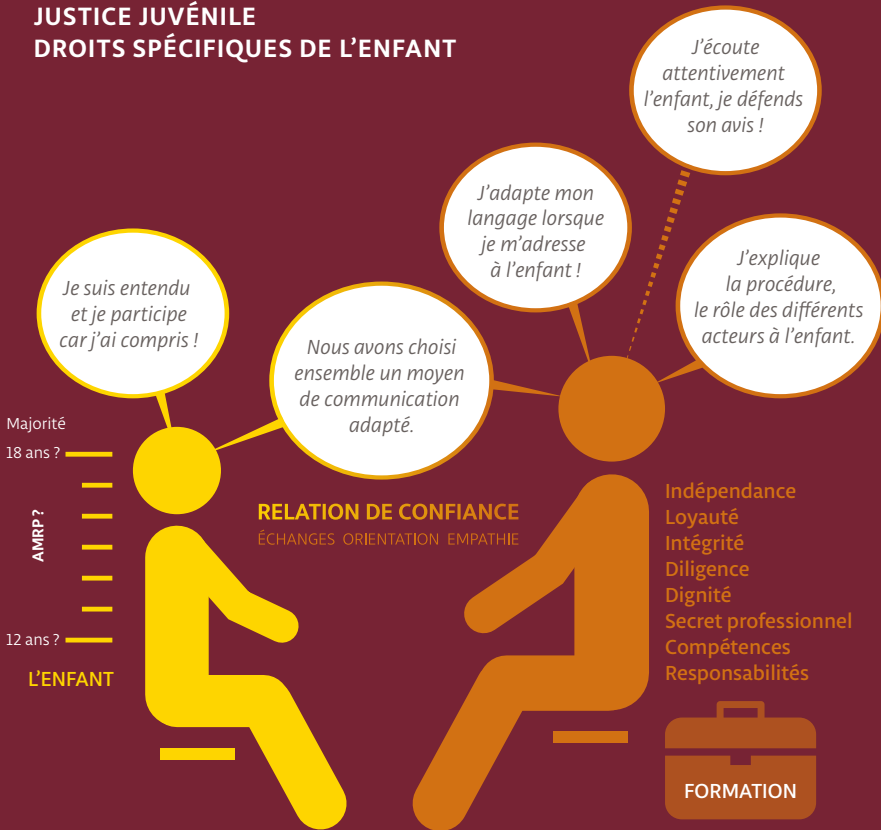 JUSTICE JUVÉNILE
DROITS SPÉCIFIQUES DE L'ENFANT
J'écoute
attentivement
l'enfant, je défends
son avis !
J'adapte mon
langage lorsque
je m'adresse
à l'enfant !
J'explique
la procédure,
le rôle des différents
acteurs à l'enfant.
Je suis entendu
et je participe
car j'ai compris !
Nous avons choisi
ensemble un moyen
de communication
adapté.
Majorité
18 ans ?
AMRP ?
12 ans ?
L'ENFANT
RELATION DE CONFIANCE
ÉCHANGES ORIENTATION EMPATHIE
Indépendance
Loyauté
Intégrité
Diligence
Dignité
Secret professionnel
Compétences
Responsabilités
FORMATION